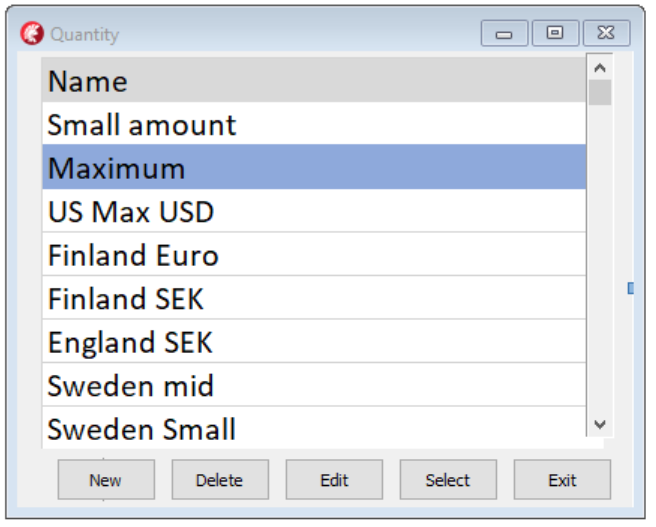 Quantity
Name
Small amount
Maximum
US Max USD
Finland Euro
Finland SEK
England SEK
Sweden mid
Sweden Small
New Delete Edit Select Exit